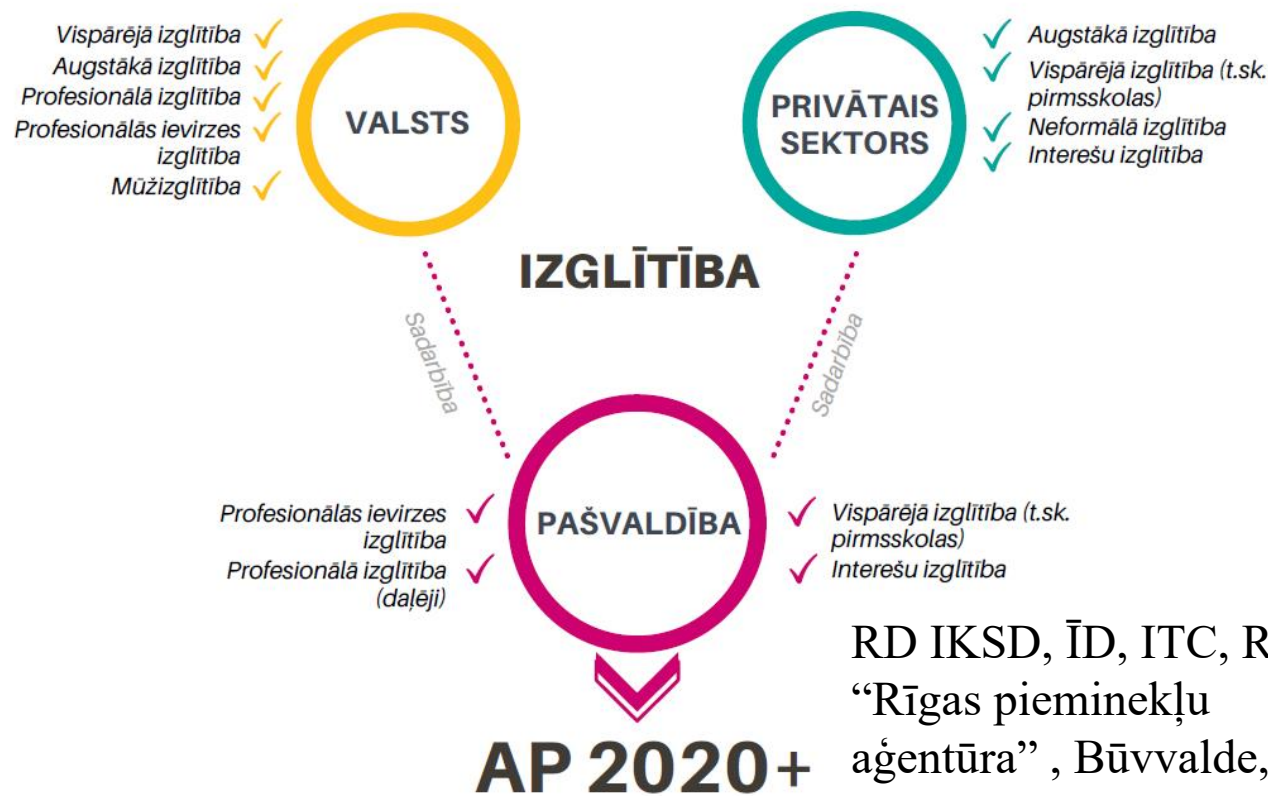 Vispārējā izglītība
Augstākā izglītība
Profesionālā izglītība
Profesionālās ievirzes
izglītība
Mūžizglītība
VALSTS
PRIVĀTAIS
SEKTORS
Augstākā izglītība
Vispārējā izglītība (t.sk.
pirmsskolas)
Neformālā izglītība
Interešu izglītība
IZGLĪTĪBA
Sadarbība
Sadarbība
Profesionālās ievirzes
izglītība
Profesionālā izglītība
(daļēji)
PAŠVALDĪBA
Vispārējā izglītība (t.sk.
pirmsskolas)
Interešu izglītība
RD IKSD, ĪD, ITC, R
“Rīgas pieminekļu
aģentūra” , Būvvalde,
AP 2020+